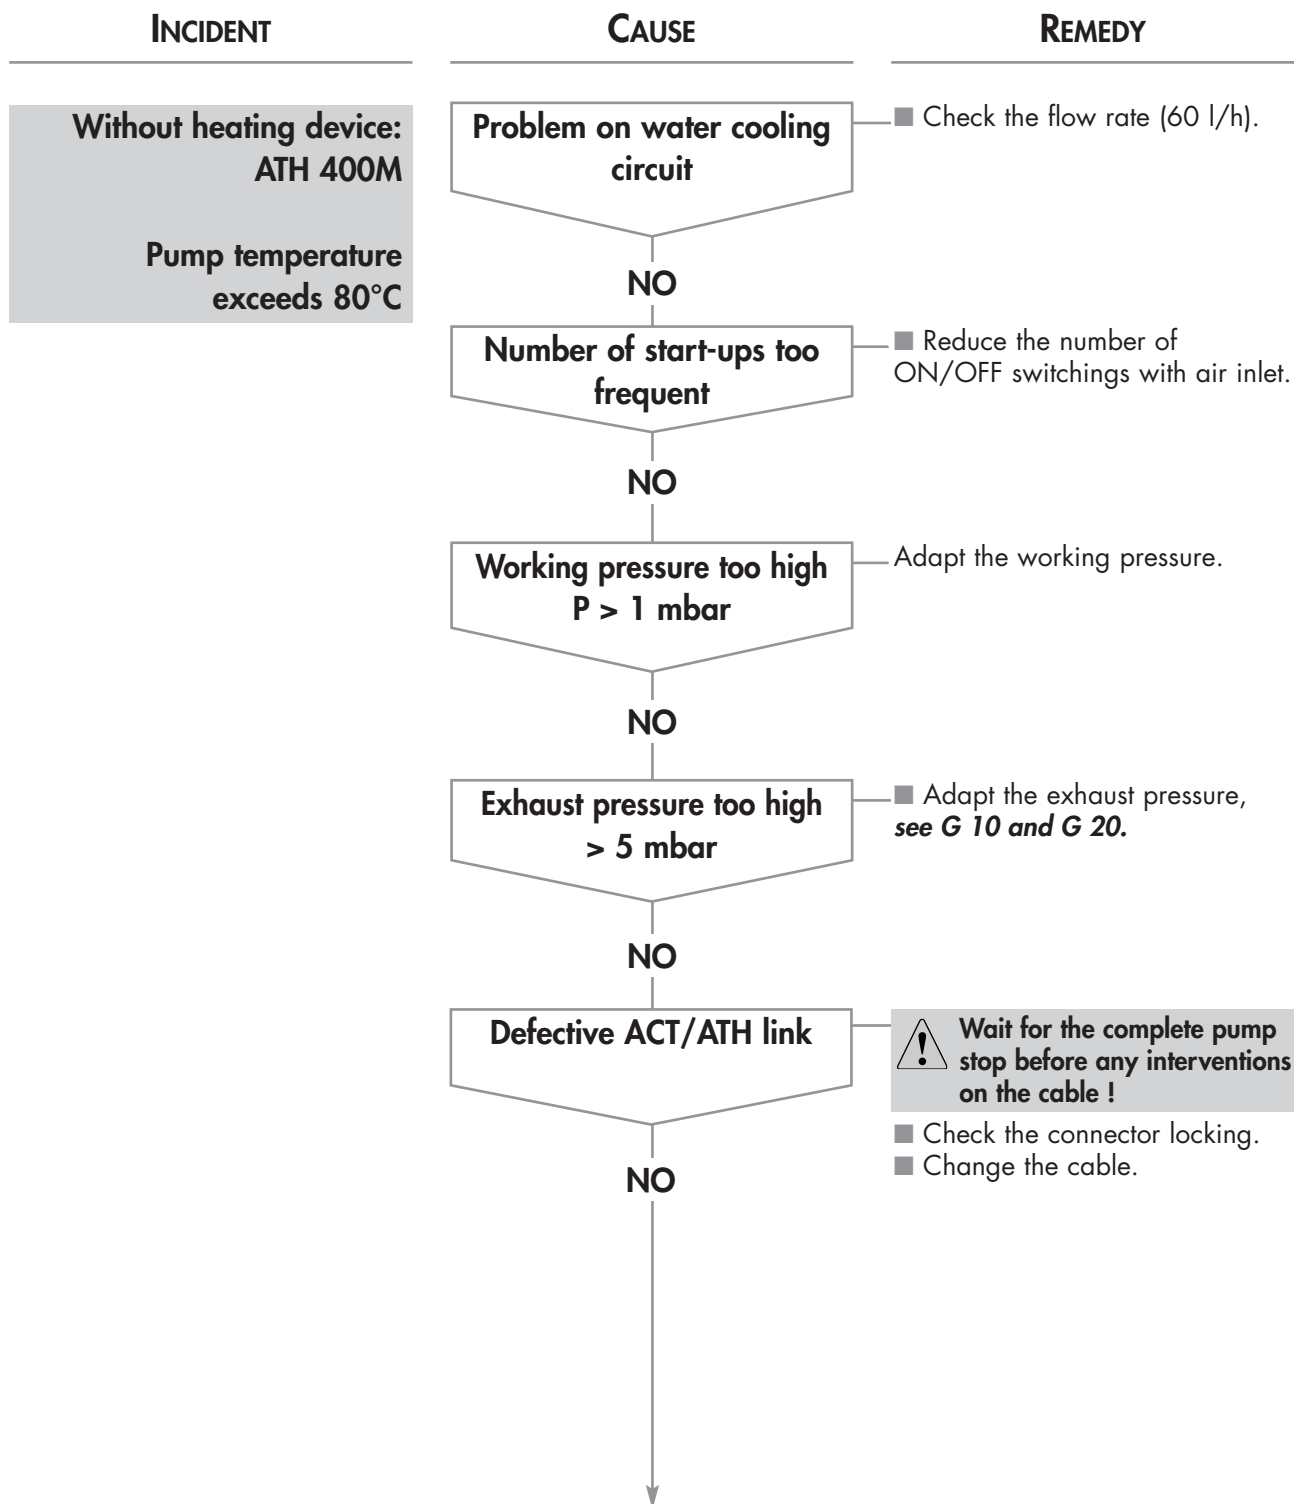 INCIDENT
CAUSE
REMEDY
Without heating device:
ATH 400M
Pump temperature
exceeds 80°C
Problem on water cooling
circuit
■ Check the flow rate (60 l/h).
NO
Number of start-ups too
frequent
■ Reduce the number of
ON/OFF switchings with air inlet.
NO
Working pressure too high
P > 1 mbar
Adapt the working pressure.
NO
Exhaust pressure too high
> 5 mbar
■ Adapt the exhaust pressure,
see G 10 and G 20.
NO
Defective ACT/ATH link
Wait for the complete pump
stop before any interventions
on the cable !
■ Check the connector locking.
■ Change the cable.
NO